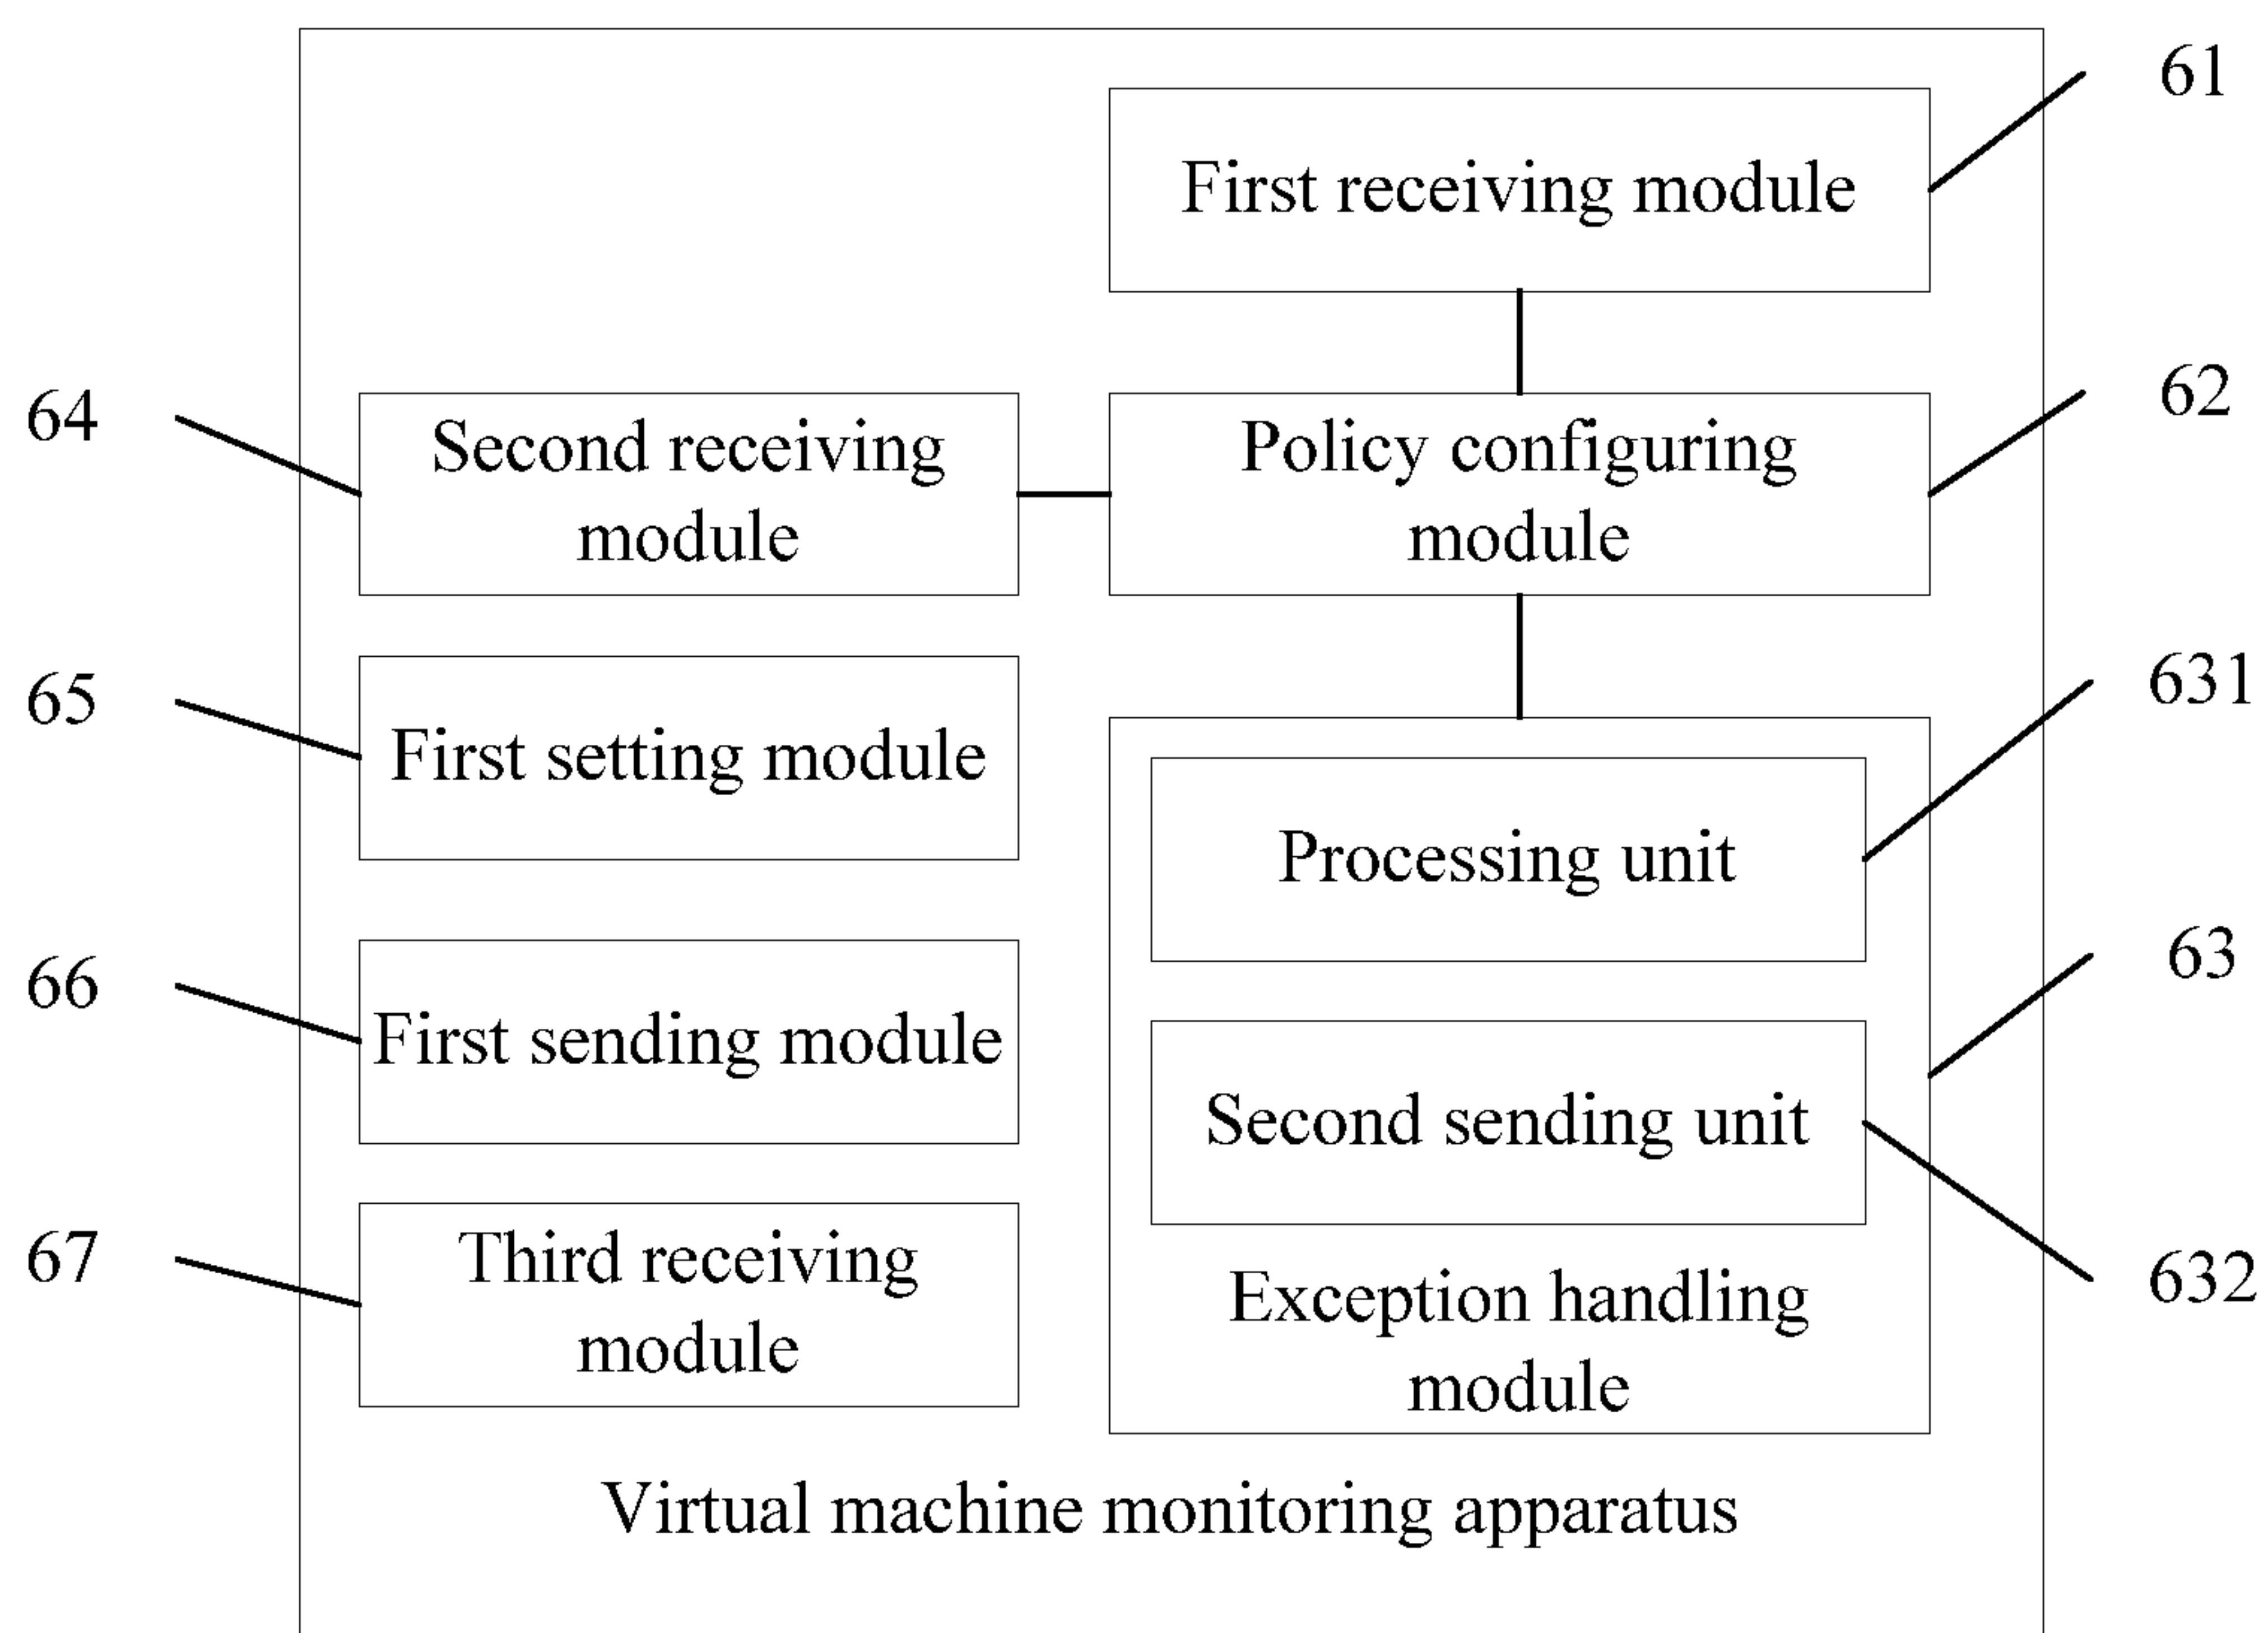 61
First receiving module
64
Second receiving
module
Policy configuring
module
62
65
First setting module
631
Processing unit
66
First sending module
63
Second sending unit
632
67
Third receiving
module
Exception handling
module
Virtual machine monitoring apparatus